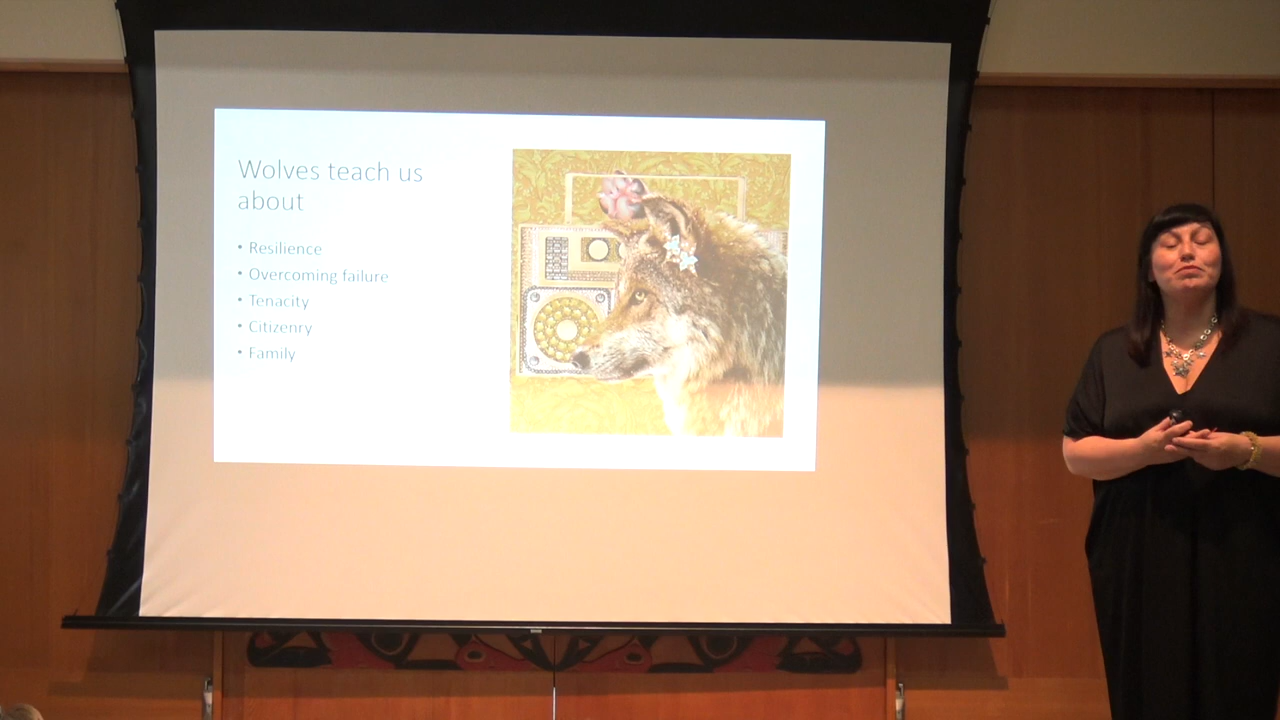 Wolves teach us
about
• Resilience
• Overcoming failure
• Tenacity
• Citizenry
• Family